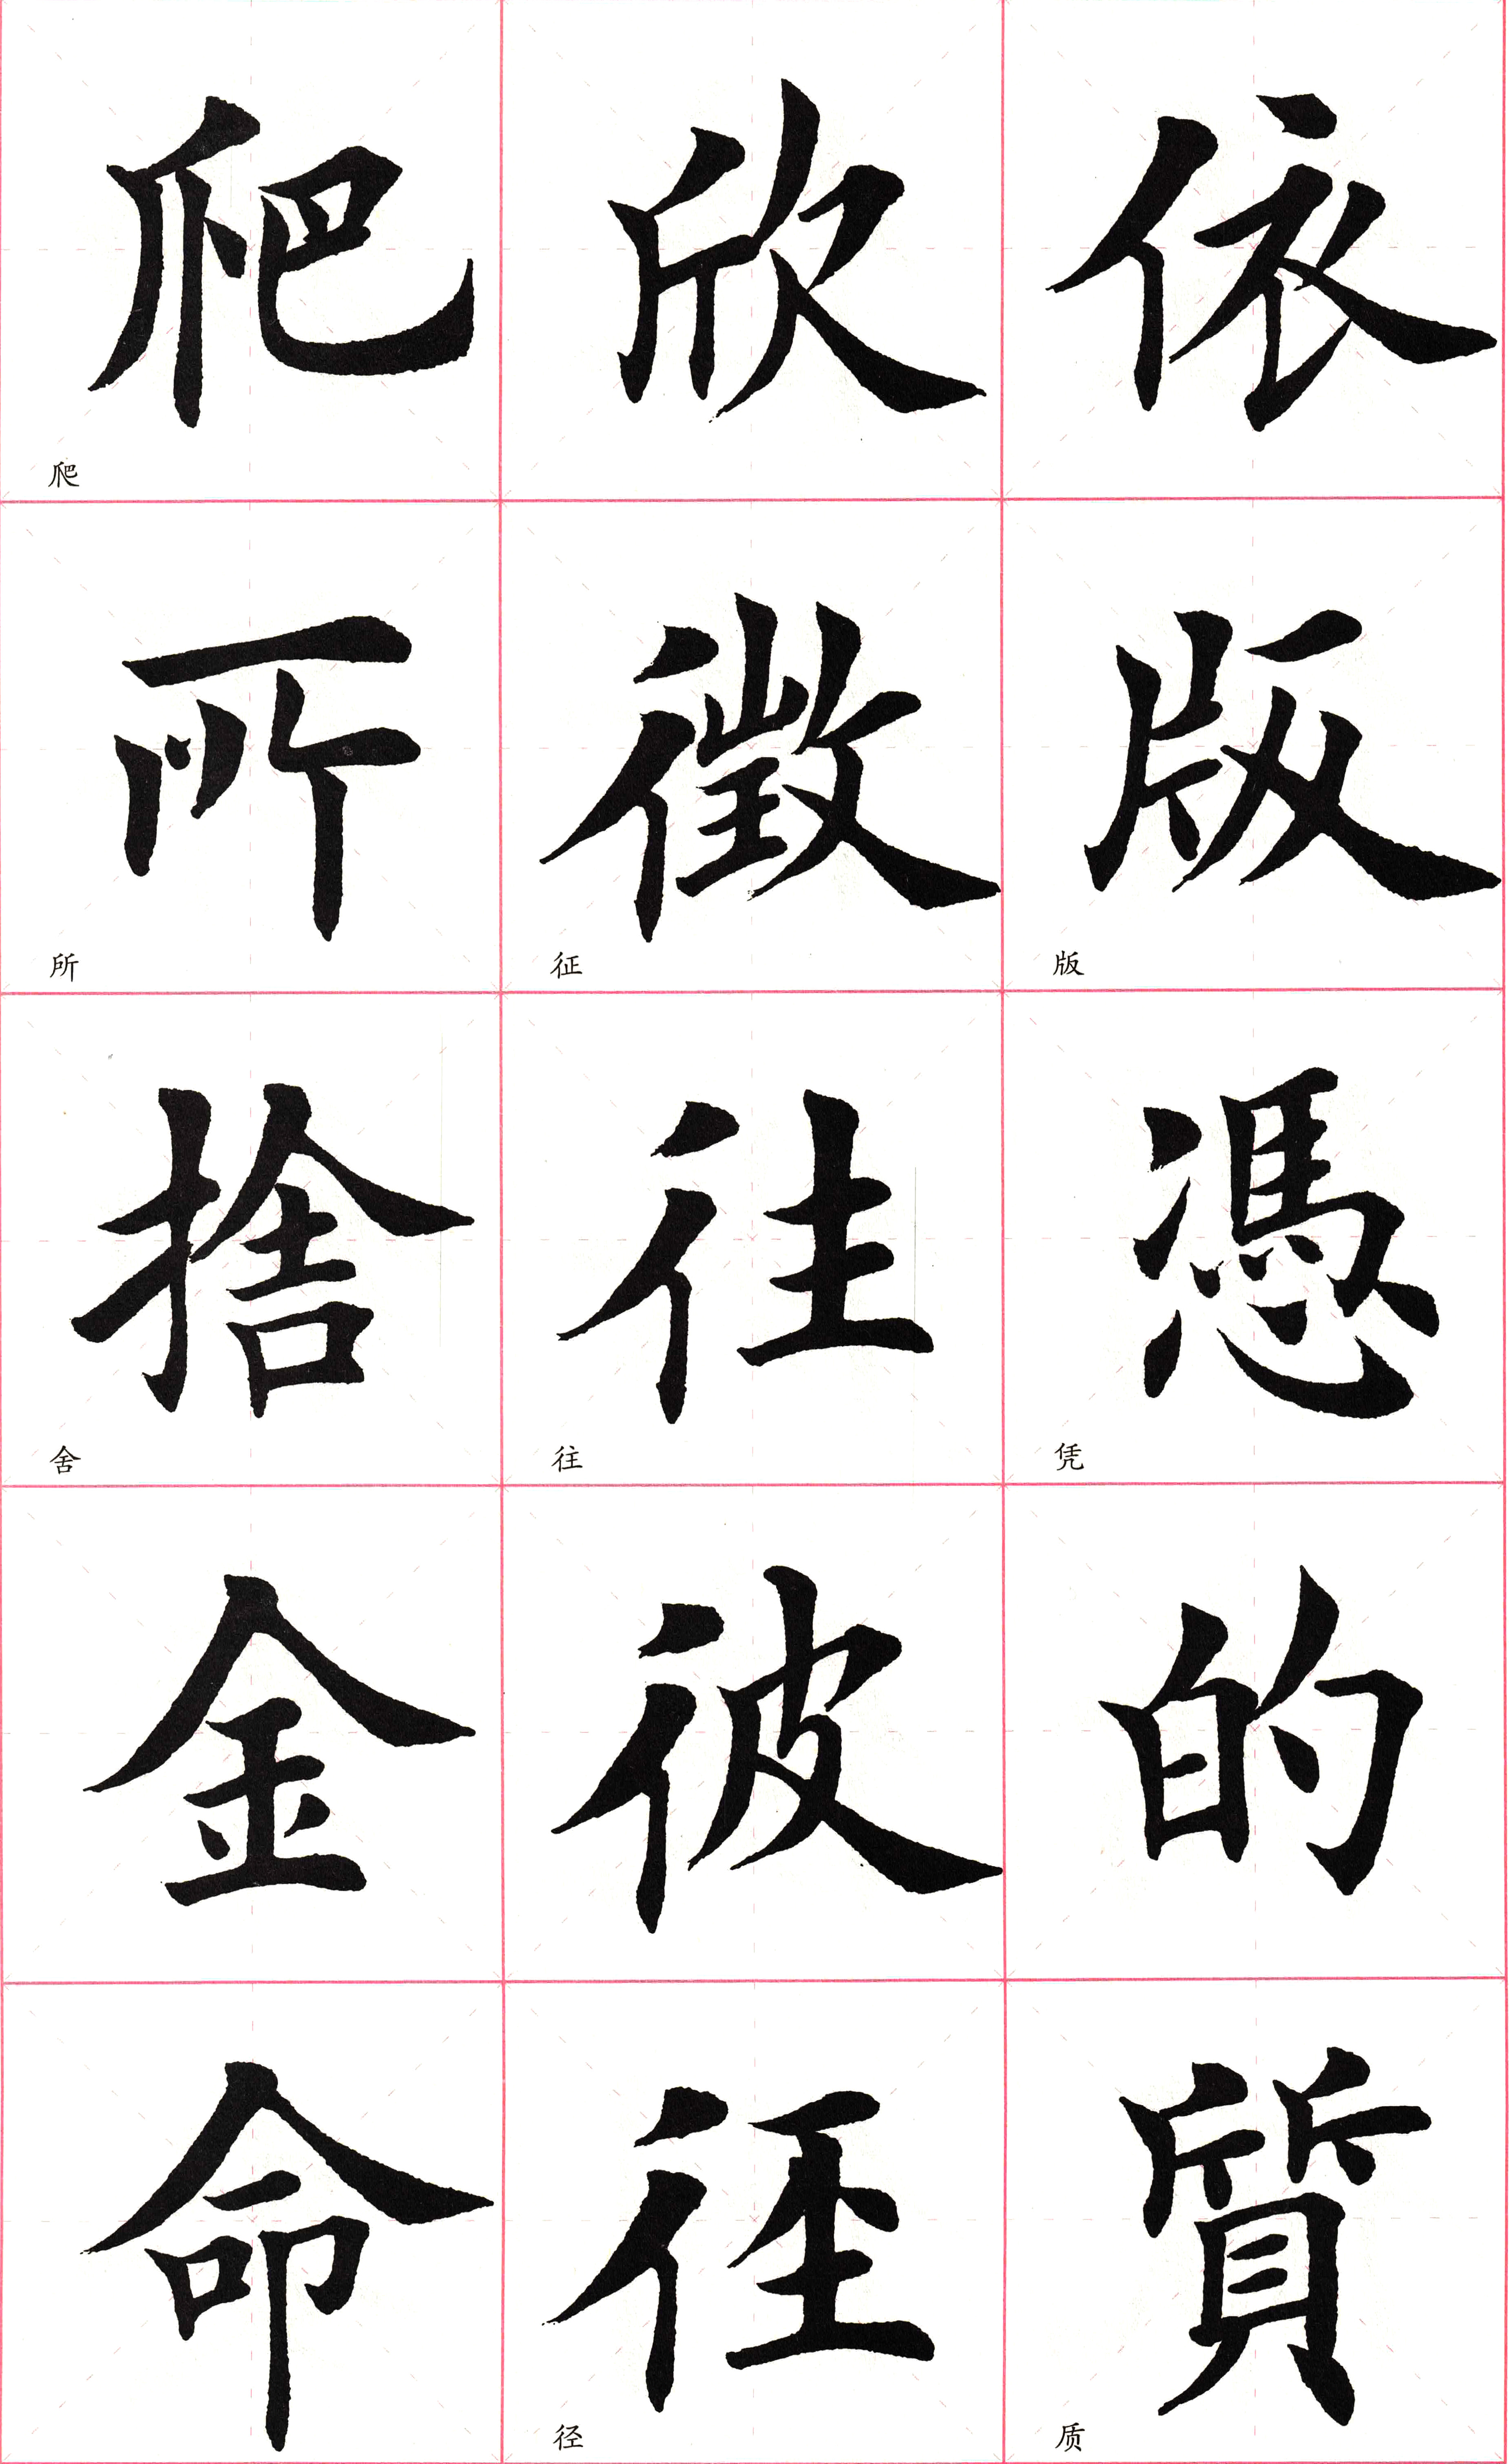 依
版
版
憑
凭
的
質
质
欣
徵
征
往
往
彼
径
径
爬
爬
所
所
捨
舍
金
命